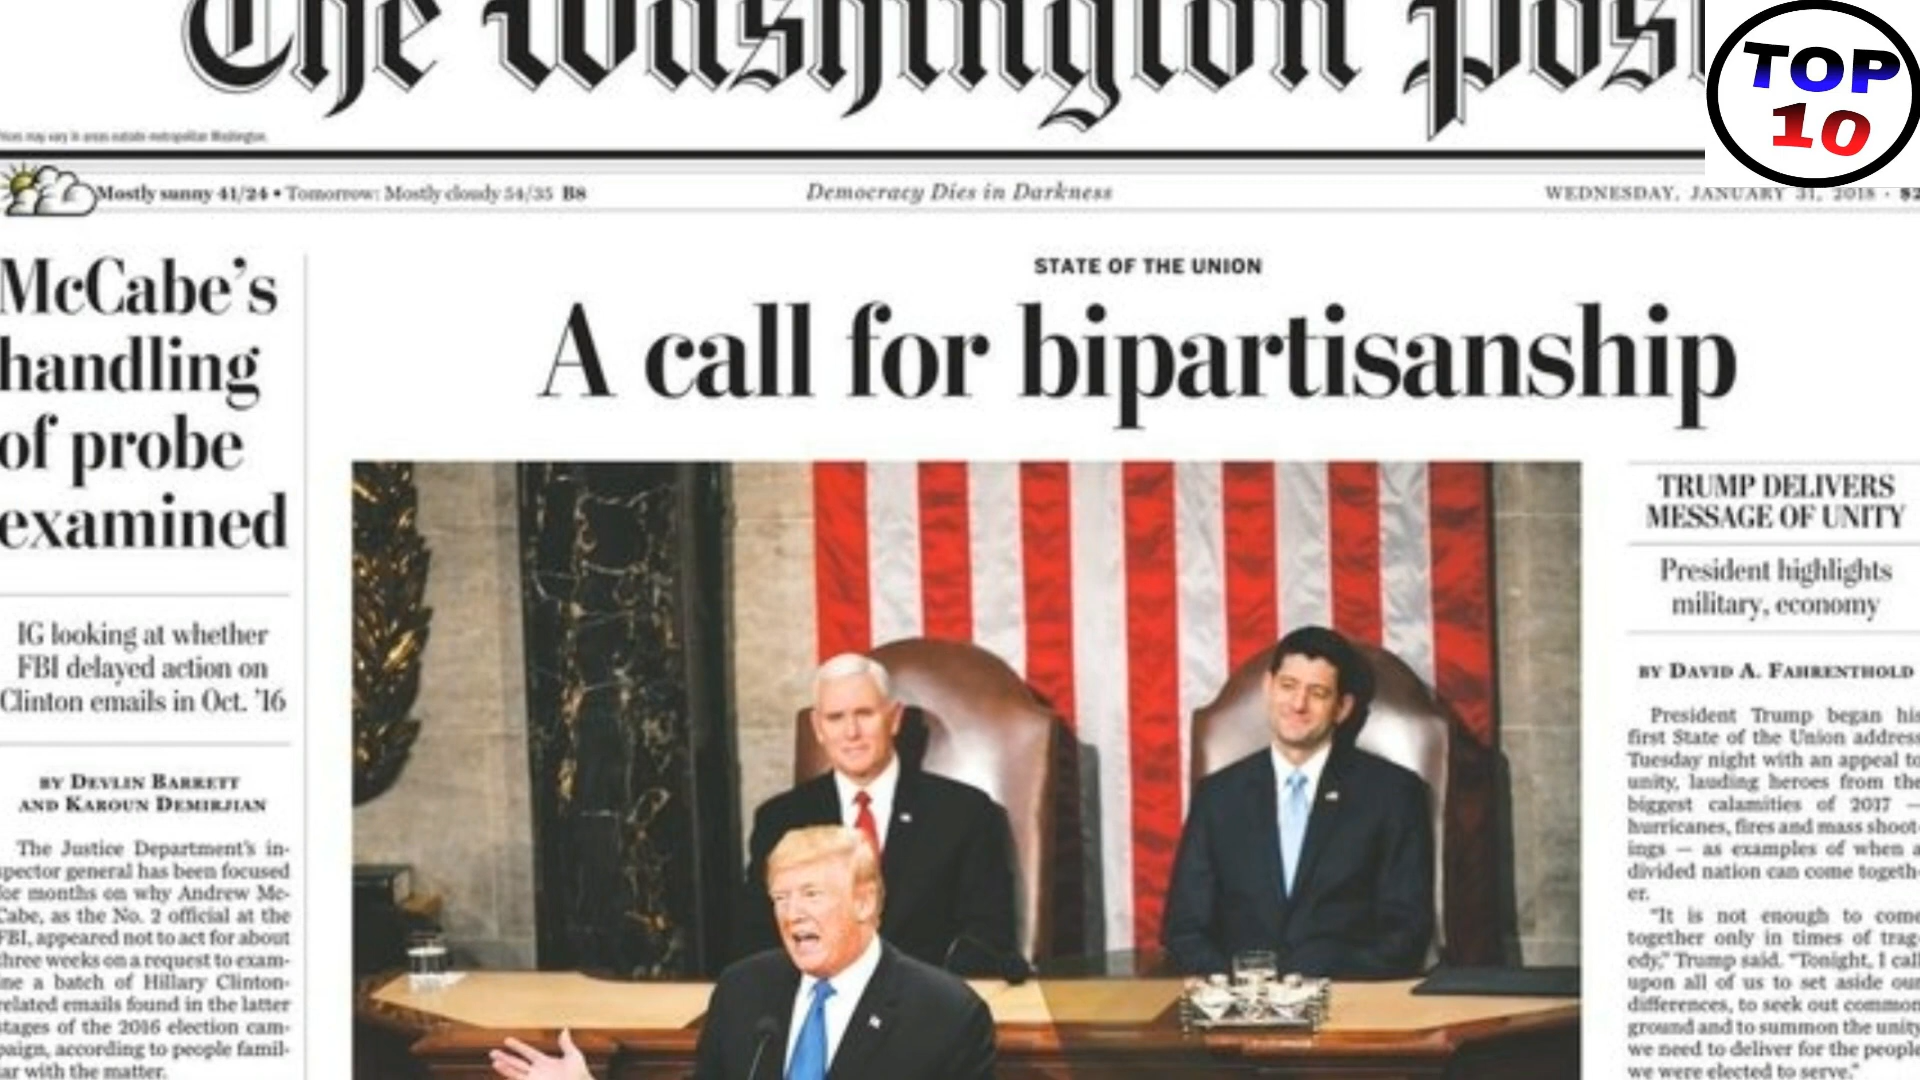 The Washington Post
TOP
10
Prices may vary in areas outside metropolitan Washington.
Mostly sunny 41/24 • Tomorrow: Mostly cloudy 54/35 B8
Democracy Dies in Darkness
WEDNESDAY, JANUARY 31, 2018 · $2
McCabe's
handling
of probe
examined
IG looking at whether
FBI delayed action on
Clinton emails in Oct. '16
BY DEVLIN BARRETT
AND KAROUN DEMIRJIAN
The Justice Department's in-
spector general has been focused
for months on why Andrew Mc-
Cabe, as the No. 2 official at the
FBI, appeared not to act for about
three weeks on a request to exam-
ine a batch of Hillary Clinton-
related emails found in the latter
stages of the 2016 election cam-
paign, according to people famil-
iar with the matter.
STATE OF THE UNION
A call for bipartisanship
TRUMP DELIVERS
MESSAGE OF UNITY
President highlights
military, economy
BY DAVID A. FAHRENTHOLD
President Trump began his
first State of the Union address
Tuesday night with an appeal to
unity, lauding heroes from the
biggest calamities of 2017 —
hurricanes, fires and mass shoot-
ings — as examples of when a
divided nation can come togeth-
er.
"It is not enough to come
together only in times of trag-
edy," Trump said. "Tonight, I call
upon all of us to set aside our
differences, to seek out common
ground and to summon the unity
we need to deliver for the people
we were elected to serve."